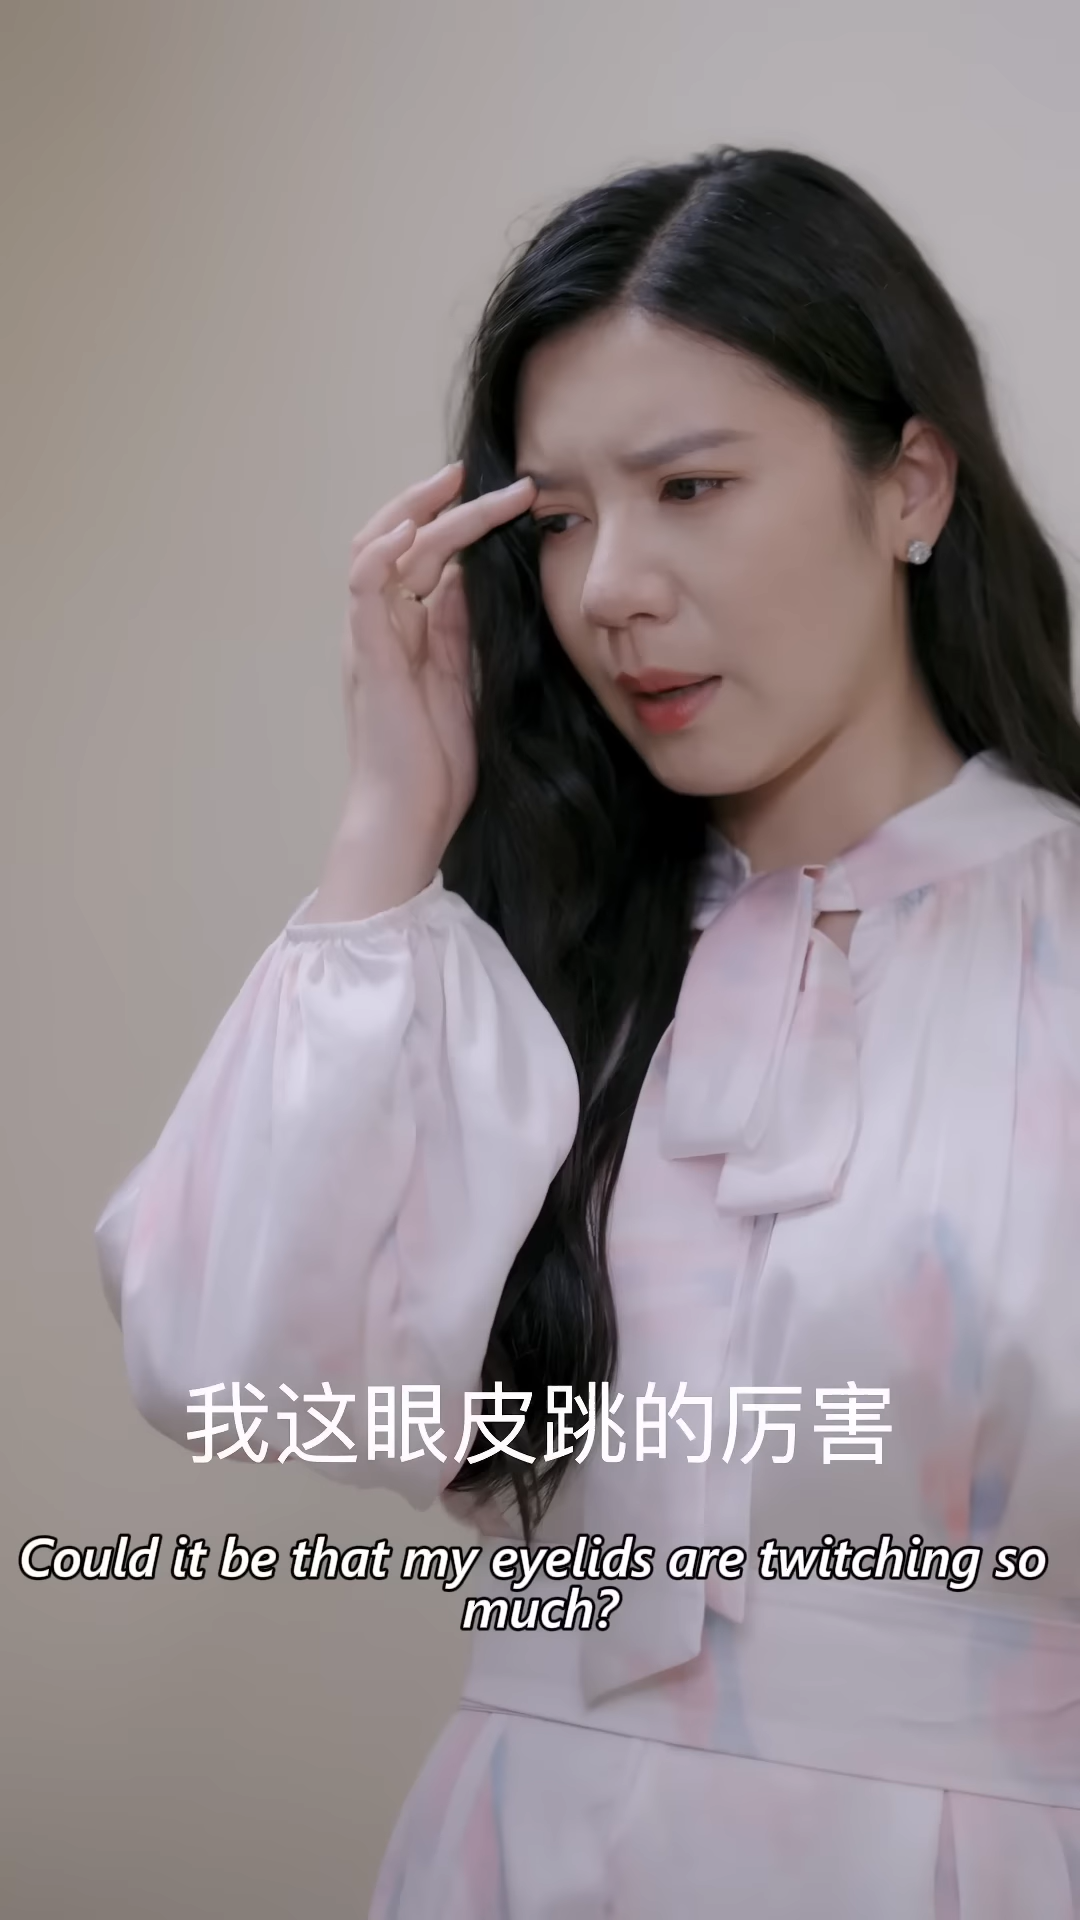 我这眼皮跳的厉害
Could it be that my eyelids are twitching so
much?